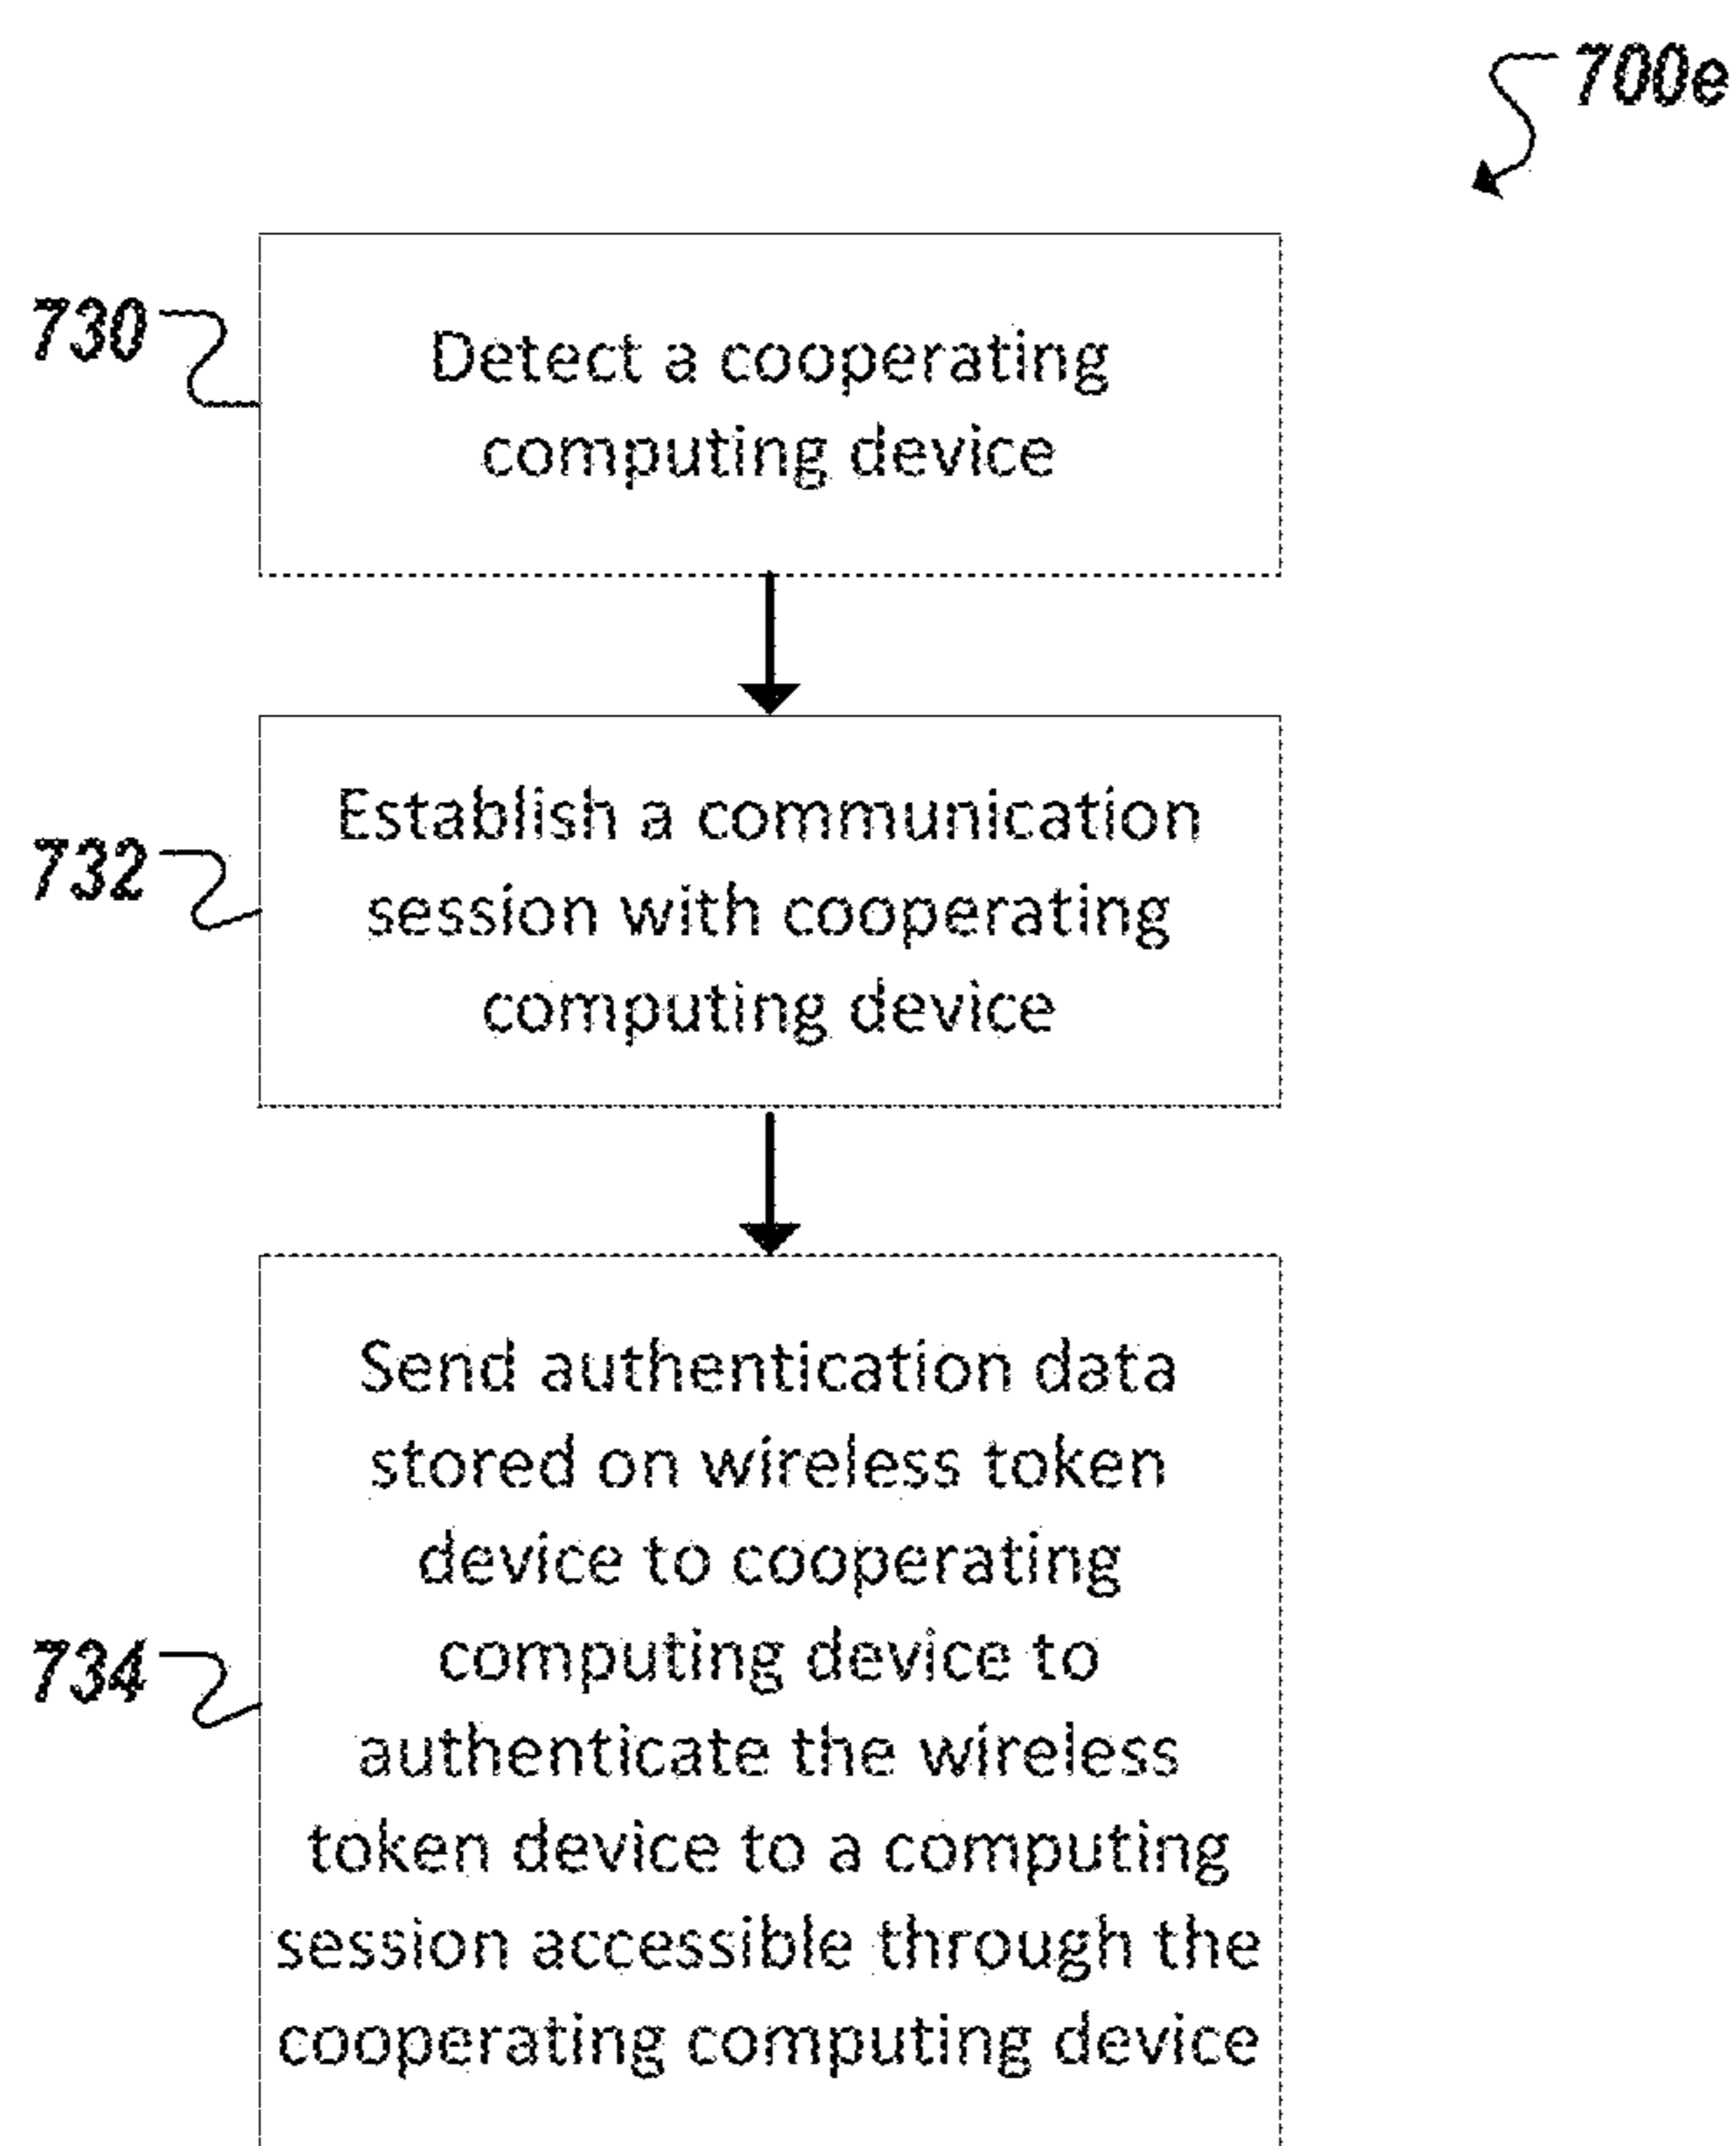 700e
730
Detect a cooperating
computing device
732
Establish a communication
session with cooperating
computing device
734
Send authentication data
stored on wireless token
device to cooperating
computing device to
authenticate the wireless
token device to a computing
session accessible through the
cooperating computing device